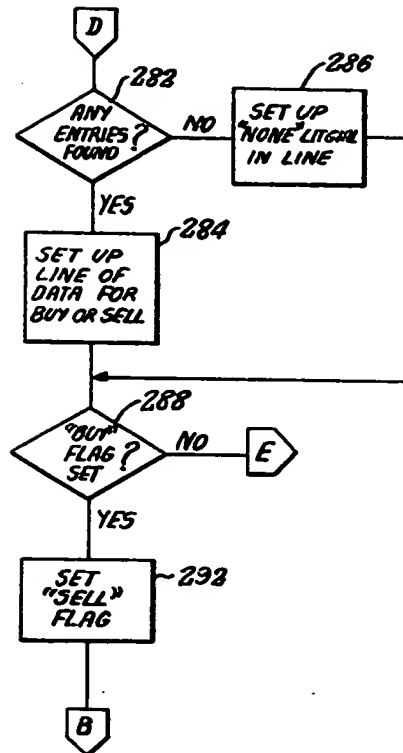 D
282
ANY
ENTRIES
FOUND?
NO
286
SET UP
"NONE" LITGRAL
IN LINE
YES
284
SET UP
LINE OF
DATA FOR
BUY OR SELL
288
"BUY"
FLAG
SET?
NO
E
YES
292
SET
"SELL"
FLAG
B